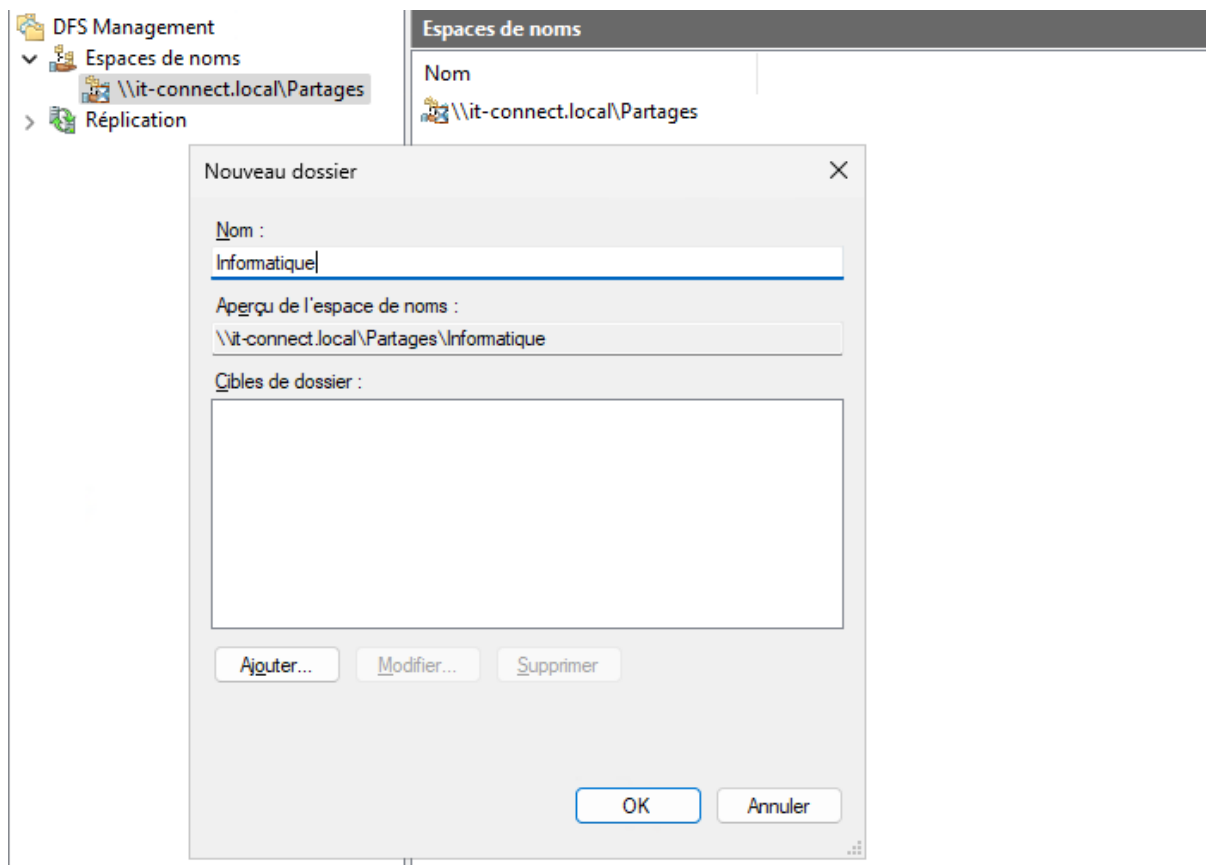 DFS Management
Espaces de noms
\\it-connect.local\Partages
Réplication
Espaces de noms
Nom
\\it-connect.local\Partages
Nouveau dossier
Nom :
Informatique
Aperçu de l'espace de noms :
\\it-connect.local\Partages\Informatique
Cibles de dossier :
Ajouter... Modifier... Supprimer
OK Annuler